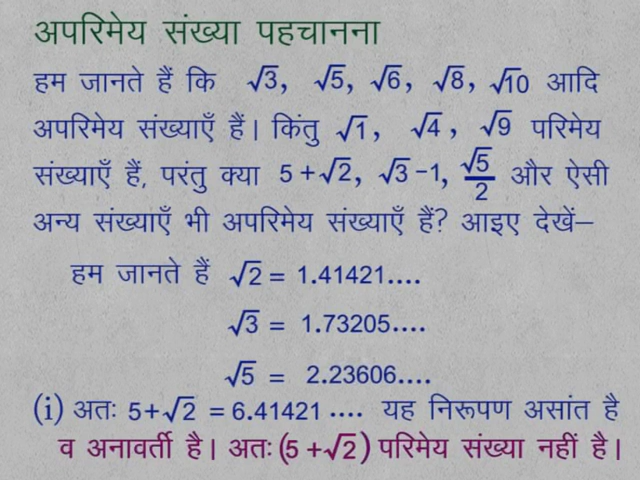 अपरिमेय संख्या पहचानना
हम जानते हैं कि √3, √5, √6, √8, √10 आदि
अपरिमेय संख्याएँ हैं। किंतु √1, √4, √9 परिमेय
संख्याएँ हैं, परंतु क्या 5+√2, √3-1, √5/2 और ऐसी
अन्य संख्याएँ भी अपरिमेय संख्याएँ हैं? आइए देखें–
हम जानते हैं √2 = 1.41421....
√3 = 1.73205....
√5 = 2.23606....
(i) अतः 5+√2 = 6.41421 .... यह निरूपण असांत है
व अनावर्ती है। अतः (5+√2) परिमेय संख्या नहीं है।